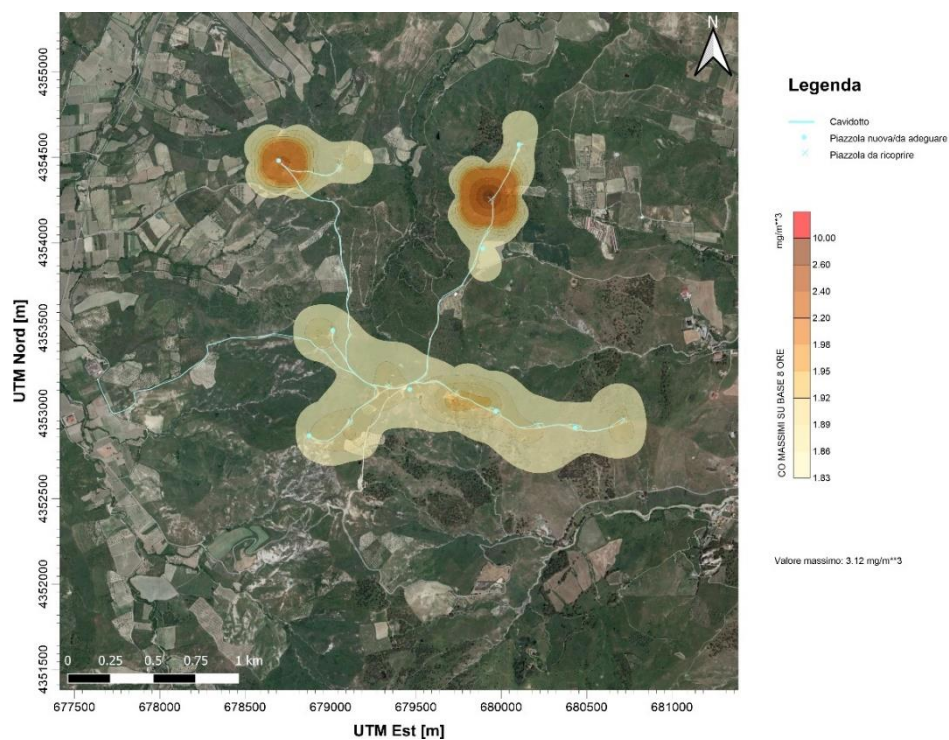 N
Legenda
Cavidotto
Piazzola nuova/da adeguare
Piazzola da ricoprire
mg/m**3
CO MASSIMI SU BASE 8 ORE
10.00
2.60
2.40
2.20
1.98
1.95
1.92
1.89
1.86
1.83
Valore massimo: 3.12 mg/m**3
UTM Nord [m]
4355000
4354500
4354000
4353500
4353000
4352500
4352000
4351500
0 0.25 0.5 0.75 1 km
677500 678000 678500 679000 679500 680000 680500 681000
UTM Est [m]